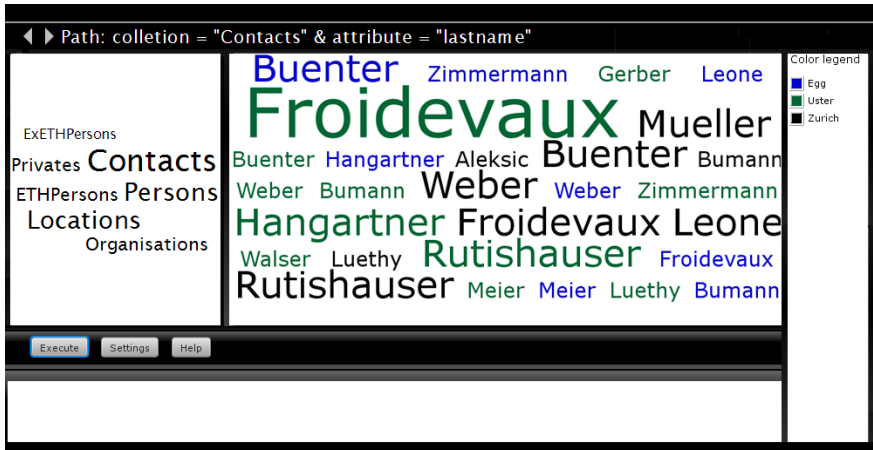 Path: colletion = "Contacts" & attribute = "lastname"
ExETHPersons
Privates Contacts
ETHPersons Persons
Locations
Organisations
Buenter Zimmermann Gerber Leone
Froidevaux Mueller
Buenter Hangartner Aleksic Buenter Bumann
Weber Bumann Weber Weber Zimmermann
Hangartner Froidevaux Leone
Walser Luethy Rutishauser Froidevaux
Rutishauser Meier Meier Luethy Bumann
Color legend
Egg
Uster
Zurich
Execute Settings Help